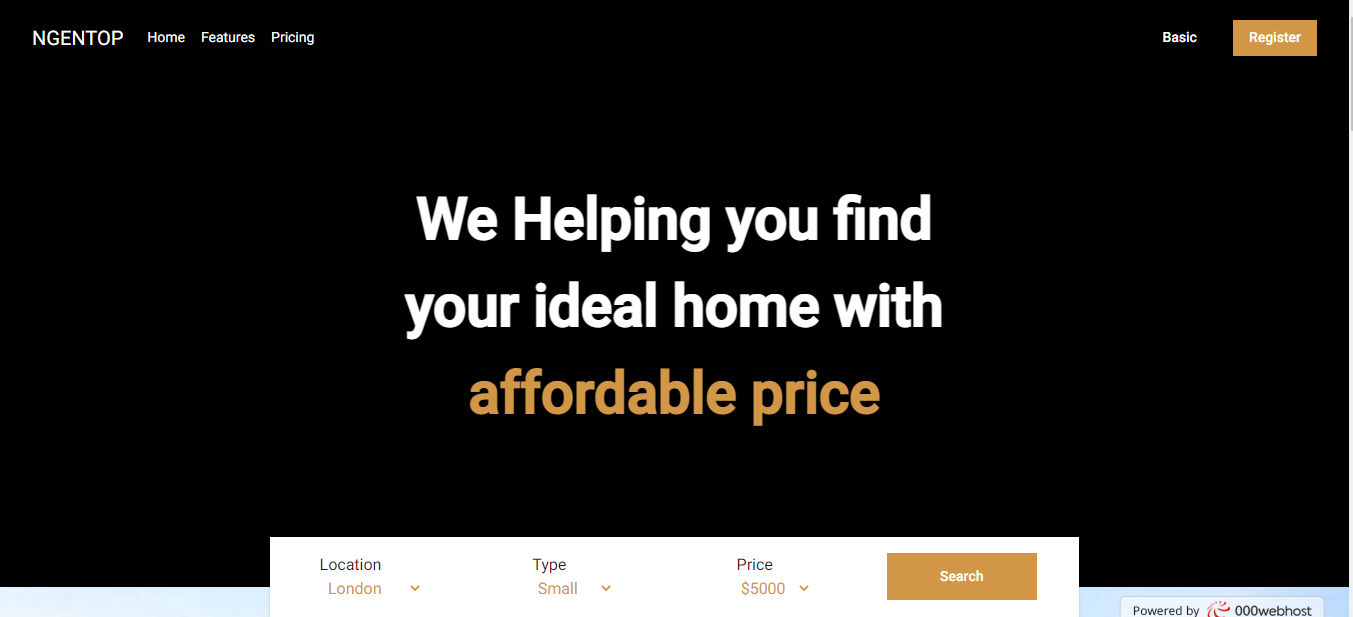 NGENTOP Home Features Pricing Basic Register
We Helping you find
your ideal home with
affordable price
Location Type Price
London Small $5000 Search
Powered by 000webhost